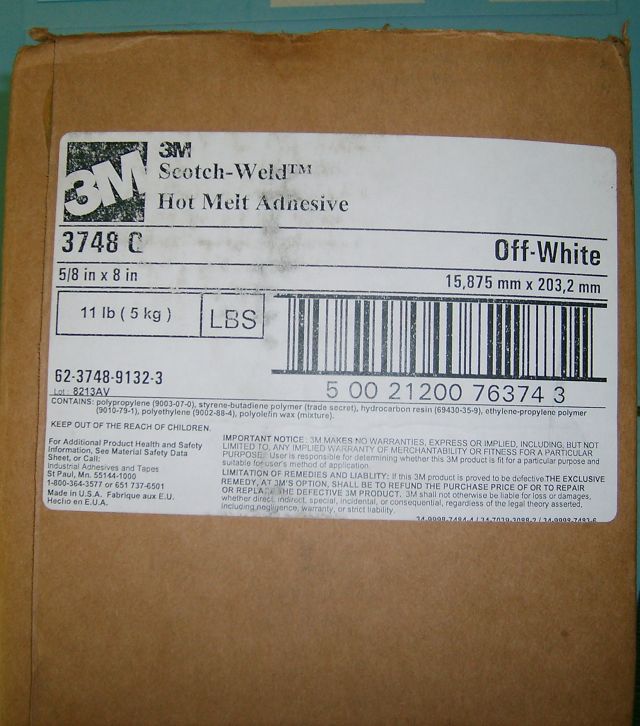 3M
3M
Scotch-Weld™
Hot Melt Adhesive
3748 Q
Off-White
5/8 in x 8 in
15,875 mm x 203,2 mm
11 lb ( 5 kg )
LBS
5 00 21200 76374 3
62-3748-9132-3
Lot : 8213AV
CONTAINS: polypropylene (9003-07-0), styrene-butadiene polymer (trade secret), hydrocarbon resin (69430-35-9), ethylene-propylene polymer
(9010-79-1), polyethylene (9002-88-4), polyolefin wax (mixture).
KEEP OUT OF THE REACH OF CHILDREN.
For Additional Product Health and Safety
Information, See Material Safety Data
Sheet, or Call:
Industrial Adhesives and Tapes
St Paul, Mn. 55144-1000
1-800-364-3577 or 651 737-6501
Made in U.S.A. Fabrique aux E.U.
Hecho en E.U.A.
IMPORTANT NOTICE : 3M MAKES NO WARRANTIES, EXPRESS OR IMPLIED, INCLUDING, BUT NOT
LIMITED TO, ANY IMPLIED WARRANTY OF MERCHANTABILITY OR FITNESS FOR A PARTICULAR
PURPOSE. User is responsible for determining whether this 3M product is fit for a particular purpose and
suitable for user's method of application.
LIMITATION OF REMEDIES AND LIABLITY: If this 3M product is proved to be defective, THE EXCLUSIVE
REMEDY, AT 3M'S OPTION, SHALL BE TO REFUND THE PURCHASE PRICE OF OR TO REPAIR
OR REPLACE THE DEFECTIVE 3M PRODUCT. 3M shall not otherwise be liable for loss or damages,
whether direct, indirect, special, incidental, or consequential, regardless of the legal theory asserted,
including negligence, warranty, or strict liability.